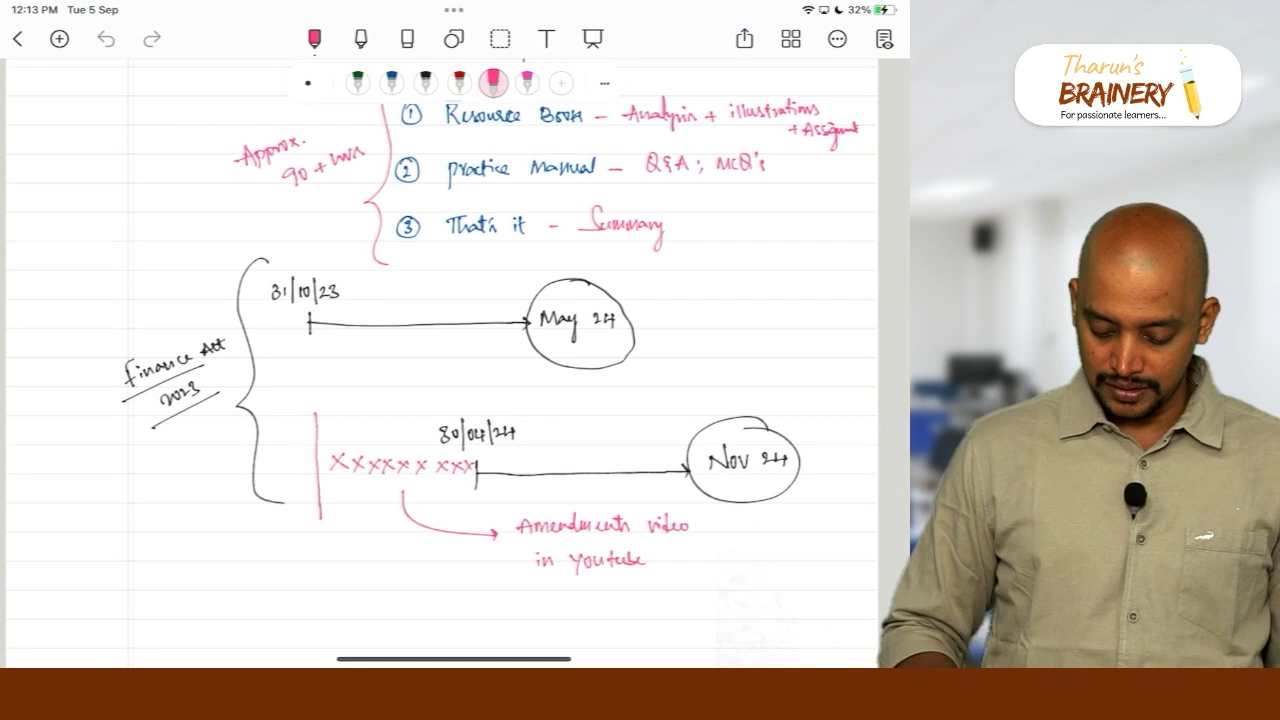 12:13 PM Tue 5 Sep
32%
Tharun's
BRAINERY
For passionate learners...
① Resource Book - Analysis + illustrations
+ Assignmt
Approx.
90 + hrs
② Practice Manual - Q&A ; MCQ's
③ That's it - Summary
31/10/23
May 24
Finance Act
2023
30/04/24
xxxxxx xxx
Nov 24
Amendments video
in Youtube